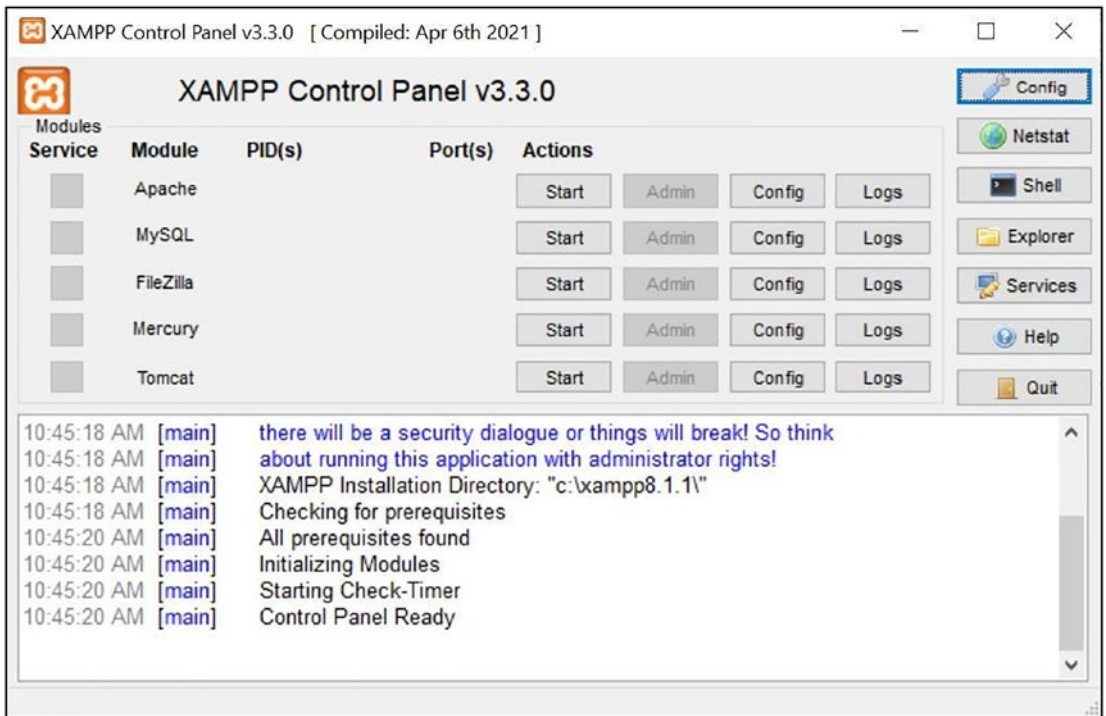 XAMPP Control Panel v3.3.0 [ Compiled: Apr 6th 2021 ]
XAMPP Control Panel v3.3.0
Config
Modules
Netstat
Service Module PID(s) Port(s) Actions
Apache Start Admin Config Logs
Shell
MySQL Start Admin Config Logs
Explorer
FileZilla Start Admin Config Logs
Services
Mercury Start Admin Config Logs
Help
Tomcat Start Admin Config Logs
Quit
10:45:18 AM [main] there will be a security dialogue or things will break! So think
10:45:18 AM [main] about running this application with administrator rights!
10:45:18 AM [main] XAMPP Installation Directory: "c:\xampp8.1.1\"
10:45:18 AM [main] Checking for prerequisites
10:45:20 AM [main] All prerequisites found
10:45:20 AM [main] Initializing Modules
10:45:20 AM [main] Starting Check-Timer
10:45:20 AM [main] Control Panel Ready